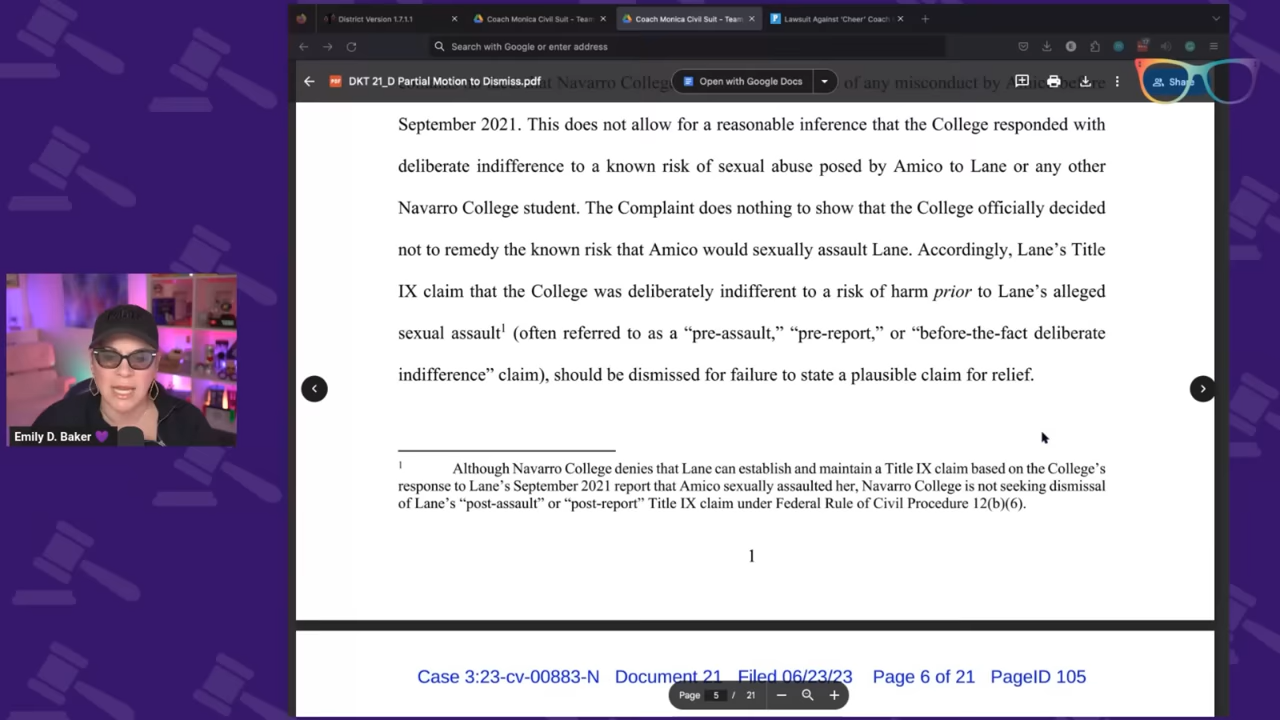 District Version 1.7.1.1
Coach Monica Civil Suit - Team
Coach Monica Civil Suit - Team
Lawsuit Against 'Cheer' Coach
Search with Google or enter address
DKT 21_D Partial Motion to Dismiss.pdf
Open with Google Docs
Share
that Navarro College
of any misconduct by Amico before
September 2021. This does not allow for a reasonable inference that the College responded with
deliberate indifference to a known risk of sexual abuse posed by Amico to Lane or any other
Navarro College student. The Complaint does nothing to show that the College officially decided
not to remedy the known risk that Amico would sexually assault Lane. Accordingly, Lane's Title
IX claim that the College was deliberately indifferent to a risk of harm prior to Lane's alleged
sexual assault1 (often referred to as a “pre-assault,” “pre-report,” or “before-the-fact deliberate
indifference” claim), should be dismissed for failure to state a plausible claim for relief.
1 Although Navarro College denies that Lane can establish and maintain a Title IX claim based on the College's
response to Lane's September 2021 report that Amico sexually assaulted her, Navarro College is not seeking dismissal
of Lane's “post-assault” or “post-report” Title IX claim under Federal Rule of Civil Procedure 12(b)(6).
1
Case 3:23-cv-00883-N Document 21 Filed 06/23/23 Page 6 of 21 PageID 105
Page 5 / 21
Emily D. Baker 💜